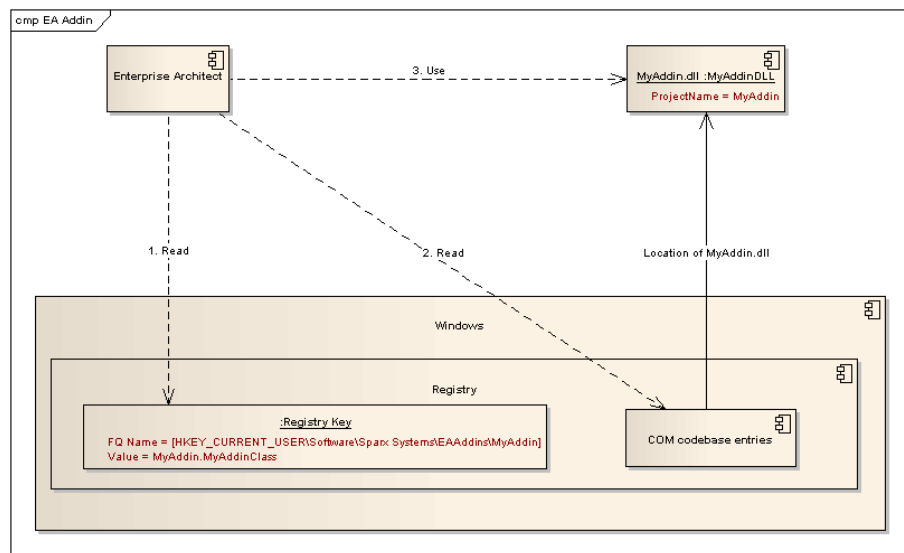 cmp EA Addin
Enterprise Architect
3. Use
MyAddin.dll :MyAddinDLL
ProjectName = MyAddin
1. Read
2. Read
Location of MyAddin.dll
Windows
Registry
:Registry Key
FQ Name = [HKEY_CURRENT_USER\Software\Sparx Systems\EAAddins\MyAddin]
Value = MyAddin.MyAddinClass
COM codebase entries